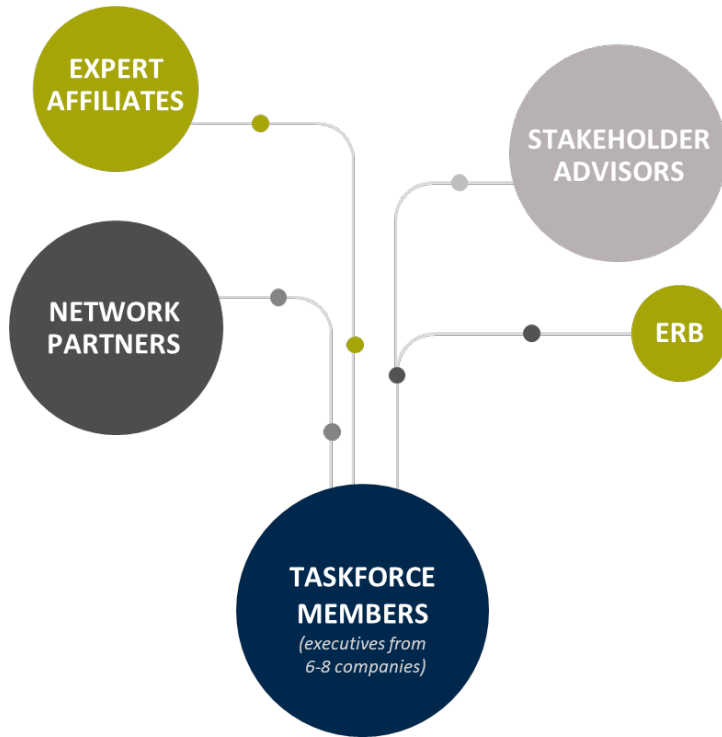 EXPERT
AFFILIATES
STAKEHOLDER
ADVISORS
NETWORK
PARTNERS
ERB
TASKFORCE
MEMBERS
(executives from
6-8 companies)